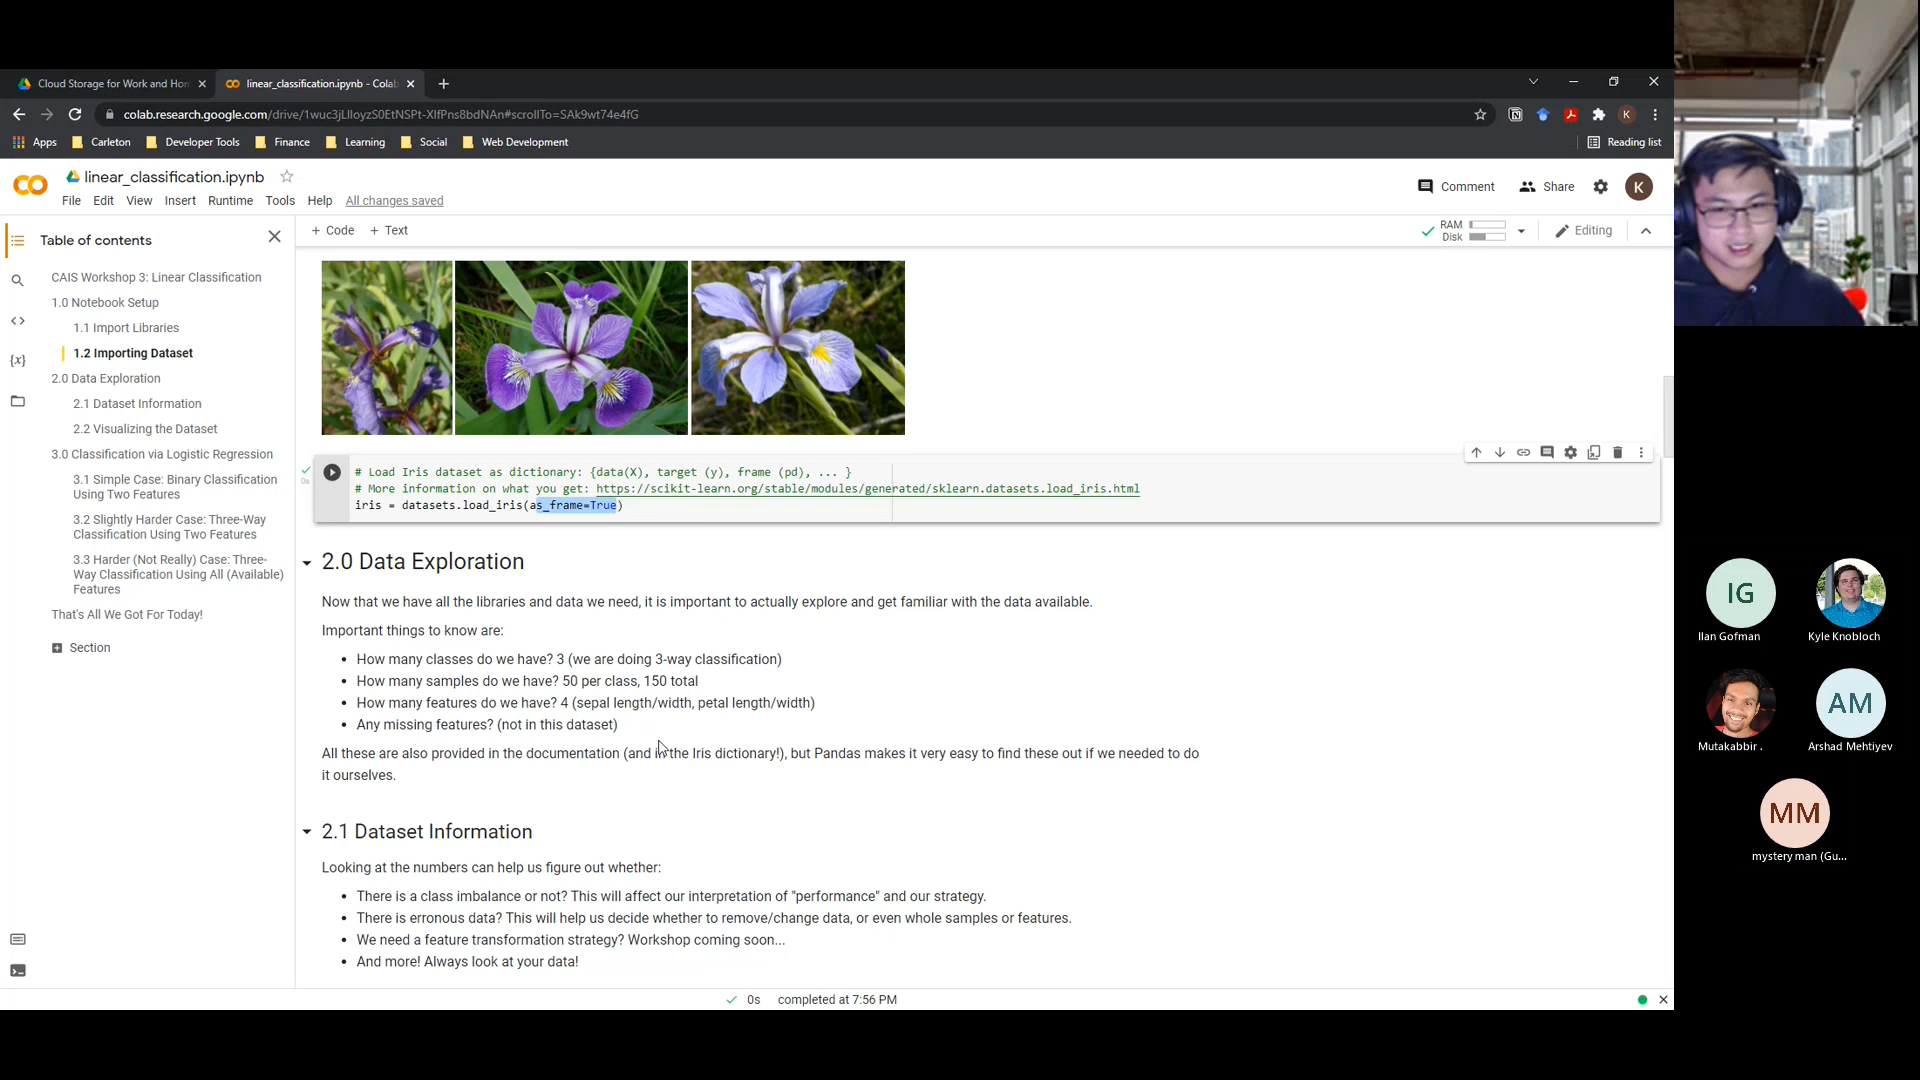 Cloud Storage for Work and Hom
linear_classification.ipynb - Colab
colab.research.google.com/drive/1wuc3jLlloyzS0EtNSPt-XlfPns8bdNAn#scrollTo=SAk9wt74e4fG
Apps
Carleton
Developer Tools
Finance
Learning
Social
Web Development
Reading list
linear_classification.ipynb
Comment
Share
K
File Edit View Insert Runtime Tools Help All changes saved
Table of contents
+ Code + Text
RAM
Disk
Editing
CAIS Workshop 3: Linear Classification
1.0 Notebook Setup
1.1 Import Libraries
1.2 Importing Dataset
2.0 Data Exploration
2.1 Dataset Information
2.2 Visualizing the Dataset
3.0 Classification via Logistic Regression
3.1 Simple Case: Binary Classification
Using Two Features
3.2 Slightly Harder Case: Three-Way
Classification Using Two Features
3.3 Harder (Not Really) Case: Three-
Way Classification Using All (Available)
Features
That's All We Got For Today!
Section
0s
# Load Iris dataset as dictionary: {data(X), target (y), frame (pd), ... }
# More information on what you get: https://scikit-learn.org/stable/modules/generated/sklearn.datasets.load_iris.html
iris = datasets.load_iris(as_frame=True)
2.0 Data Exploration
Now that we have all the libraries and data we need, it is important to actually explore and get familiar with the data available.
Important things to know are:
• How many classes do we have? 3 (we are doing 3-way classification)
• How many samples do we have? 50 per class, 150 total
• How many features do we have? 4 (sepal length/width, petal length/width)
• Any missing features? (not in this dataset)
All these are also provided in the documentation (and in the Iris dictionary!), but Pandas makes it very easy to find these out if we needed to do
it ourselves.
2.1 Dataset Information
Looking at the numbers can help us figure out whether:
• There is a class imbalance or not? This will affect our interpretation of "performance" and our strategy.
• There is erronous data? This will help us decide whether to remove/change data, or even whole samples or features.
• We need a feature transformation strategy? Workshop coming soon...
• And more! Always look at your data!
0s completed at 7:56 PM
IG
Ilan Gofman
Kyle Knobloch
Mutakabbir .
AM
Arshad Mehtiyev
MM
mystery man (Gu...